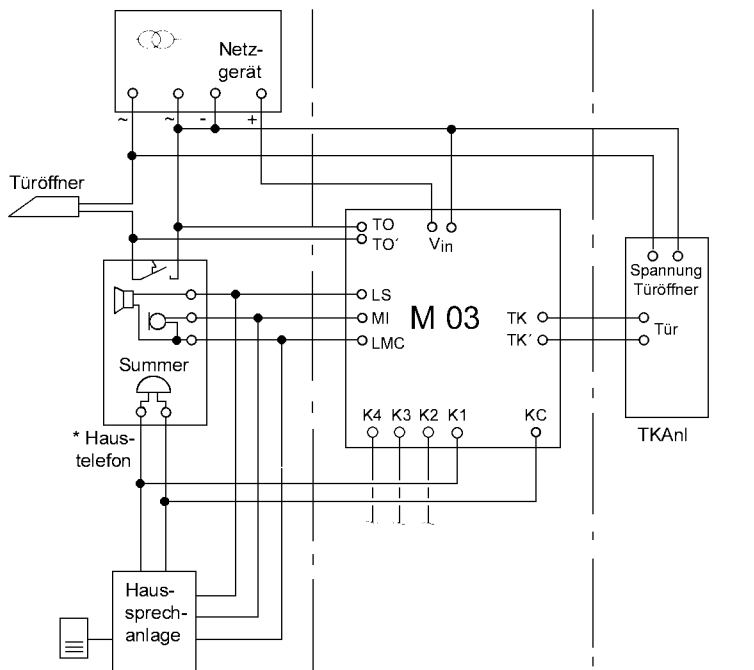 Netz-
gerät
~ ~ - +
Türöffner
TO
TO´
Vin
Spannung
Türöffner
LS
MI
LMC
M 03
TK
TK´
Tür
Summer
K4 K3 K2 K1 KC
TKAnl
* Haus-
telefon
Haus-
sprech-
anlage